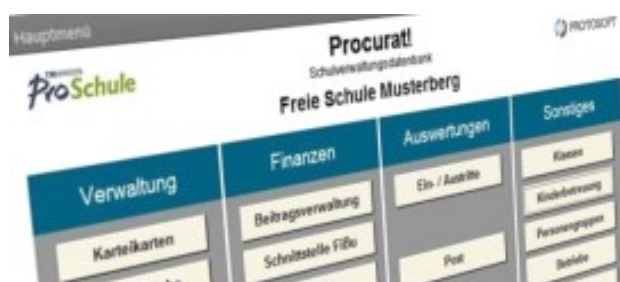 Hauptmenü
ProSchule
Procurat!
Schulverwaltungsdatenbank
Freie Schule Musterberg
PROTOSOFT
Verwaltung
Karteikarten
Finanzen
Beitragsverwaltung
Schnittstelle FiBu
Auswertungen
Ein- / Austritte
Post
Sonstiges
Klassen
Kinderbetreuung
Personengruppen
Betriebe